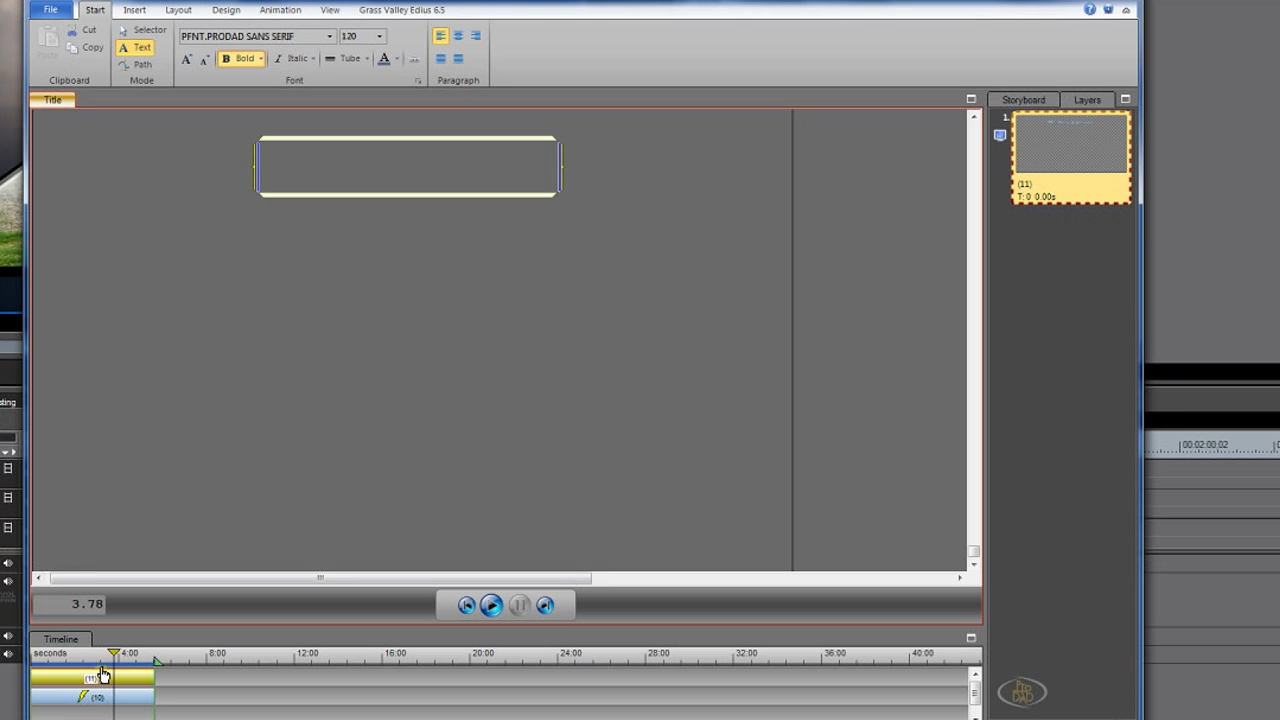 File Start Insert Layout Design Animation View Grass Valley Edius 6.5
Cut Selector PFNT.PRODAD SANS SERIF 120
Copy Text
Bold Italic Tube A
Path
Clipboard Mode Font Paragraph
Title Storyboard Layers
1.
(11)
T: 0 0.00s
sting
00:02:00:02
3.78
Timeline
seconds 4:00 8:00 12:00 16:00 20:00 24:00 28:00 32:00 36:00 40:00
(11)
(10)
Pro
DAD